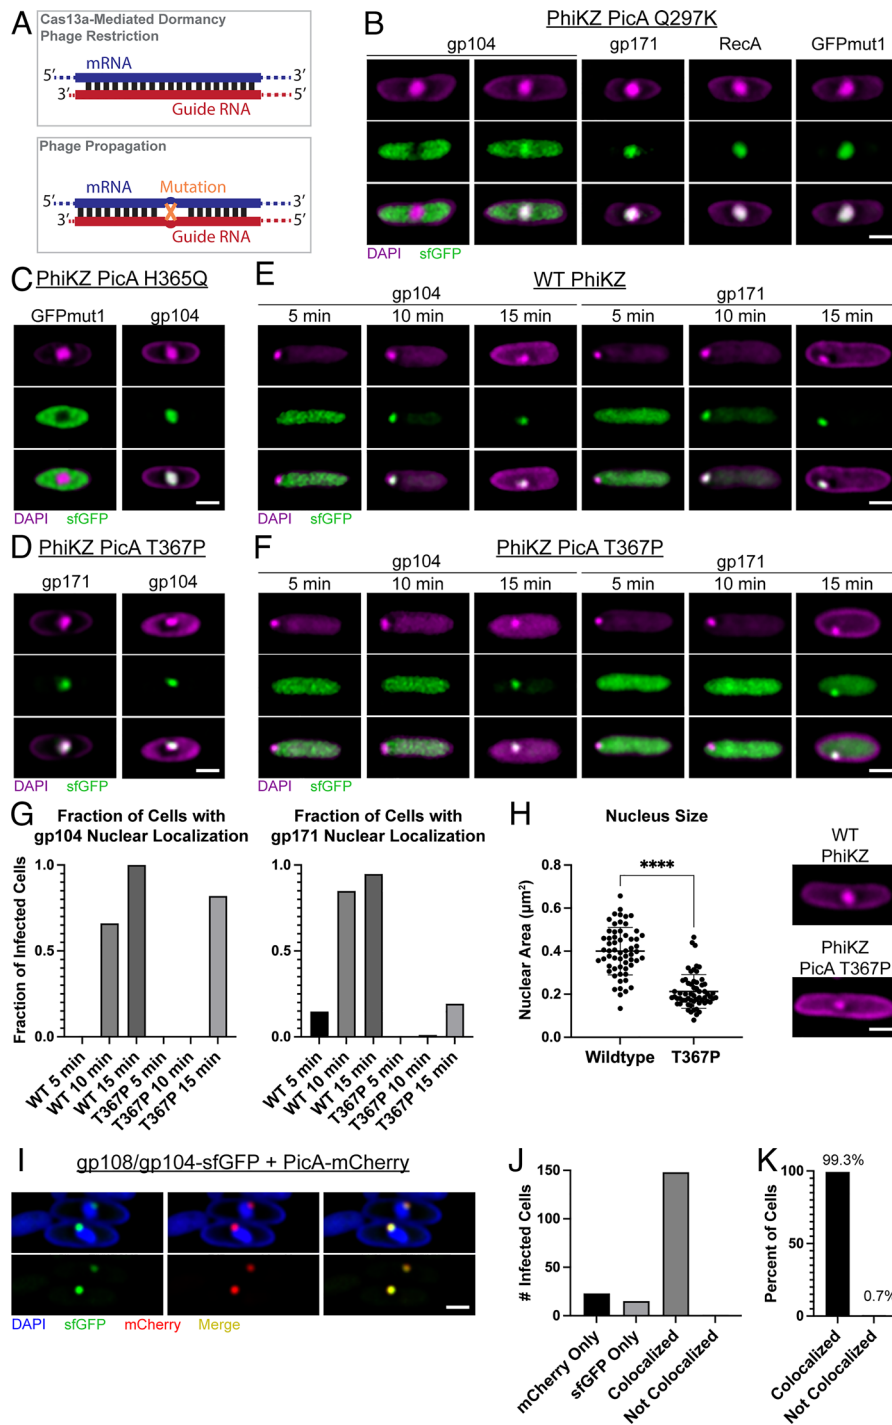 A
Cas13a-Mediated Dormancy
Phage Restriction
5′ mRNA 3′
3′ Guide RNA 5′
Phage Propagation
mRNA Mutation
5′ 3′
3′ 5′
Guide RNA
B PhiKZ PicA Q297K
gp104 gp171 RecA GFPmut1
DAPI sfGFP
C PhiKZ PicA H365Q
GFPmut1 gp104
DAPI sfGFP
E WT PhiKZ
gp104 gp171
5 min 10 min 15 min 5 min 10 min 15 min
DAPI sfGFP
D PhiKZ PicA T367P
gp171 gp104
DAPI sfGFP
F PhiKZ PicA T367P
gp104 gp171
5 min 10 min 15 min 5 min 10 min 15 min
DAPI sfGFP
G Fraction of Cells with
gp104 Nuclear Localization
Fraction of Infected Cells
1.0
0.5
0.0
WT 5 min
WT 10 min
WT 15 min
T367P 5 min
T367P 10 min
T367P 15 min
Fraction of Cells with
gp171 Nuclear Localization
1.0
0.5
0.0
WT 5 min
WT 10 min
WT 15 min
T367P 5 min
T367P 10 min
T367P 15 min
H Nucleus Size
Nuclear Area (μm²)
0.8
0.6
0.4
0.2
0.0
****
Wildtype T367P
WT
PhiKZ
PhiKZ
PicA T367P
I gp108/gp104-sfGFP + PicA-mCherry
DAPI sfGFP mCherry Merge
J
# Infected Cells
150
100
50
0
mCherry Only
sfGFP Only
Colocalized
Not Colocalized
K
Percent of Cells
99.3%
100
50
0
0.7%
Colocalized
Not Colocalized